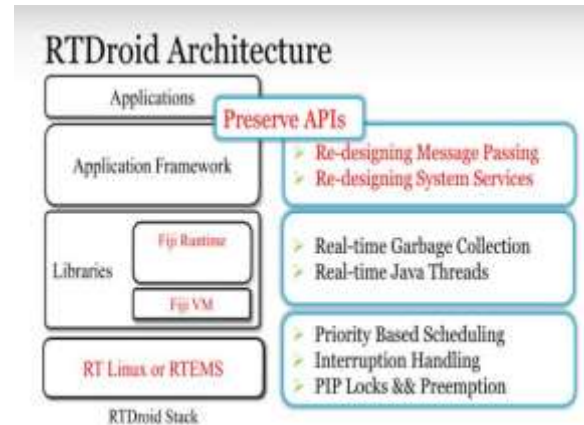 RTDroid Architecture
Applications
Preserve APIs
Application Framework
Re-designing Message Passing
Re-designing System Services
Libraries
Fiji Runtime
Fiji VM
Real-time Garbage Collection
Real-time Java Threads
RT Linux or RTEMS
Priority Based Scheduling
Interruption Handling
PIP Locks && Preemption
RTDroid Stack